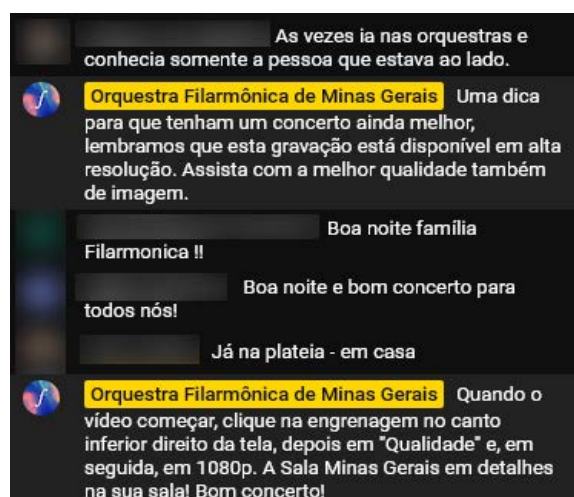 As vezes ia nas orquestras e
conhecia somente a pessoa que estava ao lado.
Orquestra Filarmônica de Minas Gerais Uma dica
para que tenham um concerto ainda melhor,
lembramos que esta gravação está disponível em alta
resolução. Assista com a melhor qualidade também
de imagem.
Boa noite família
Filarmonica !!
Boa noite e bom concerto para
todos nós!
Já na plateia - em casa
Orquestra Filarmônica de Minas Gerais Quando o
vídeo começar, clique na engrenagem no canto
inferior direito da tela, depois em "Qualidade" e, em
seguida, em 1080p. A Sala Minas Gerais em detalhes
na sua sala! Bom concerto!